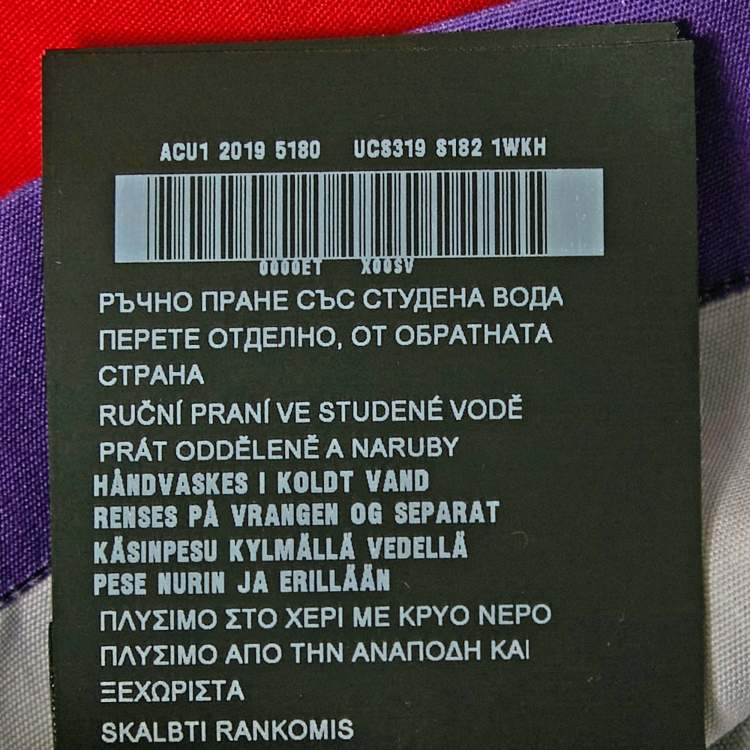 ACU1 2019 5180 UCS319 S182 1WKH
0000ET X00SV
РЪЧНО ПРАНЕ СЪС СТУДЕНА ВОДА
ПЕРЕТЕ ОТДЕЛНО, ОТ ОБРАТНАТА
СТРАНА
RUČNÍ PRANÍ VE STUDENÉ VODĚ
PRÁT ODDĚLENĚ A NARUBY
HÅNDVASKES I KOLDT VAND
RENSES PÅ VRANGEN OG SEPARAT
KÄSINPESU KYLMÄLLÄ VEDELLÄ
PESE NURIN JA ERILLÄÄN
ΠΛΥΣΙΜΟ ΣΤΟ ΧΕΡΙ ΜΕ ΚΡΥΟ ΝΕΡΟ
ΠΛΥΣΙΜΟ ΑΠΟ ΤΗΝ ΑΝΑΠΟΔΗ ΚΑΙ
ΞΕΧΩΡΙΣΤΑ
SKALBTI RANKOMIS